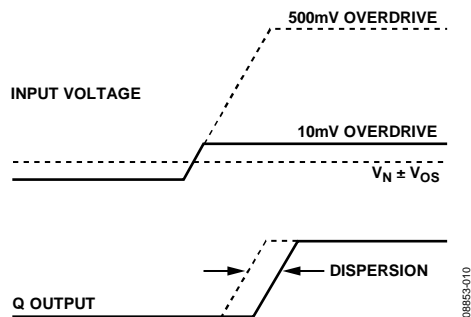 500mV OVERDRIVE
INPUT VOLTAGE
10mV OVERDRIVE
VN ± VOS
DISPERSION
Q OUTPUT
08853-010